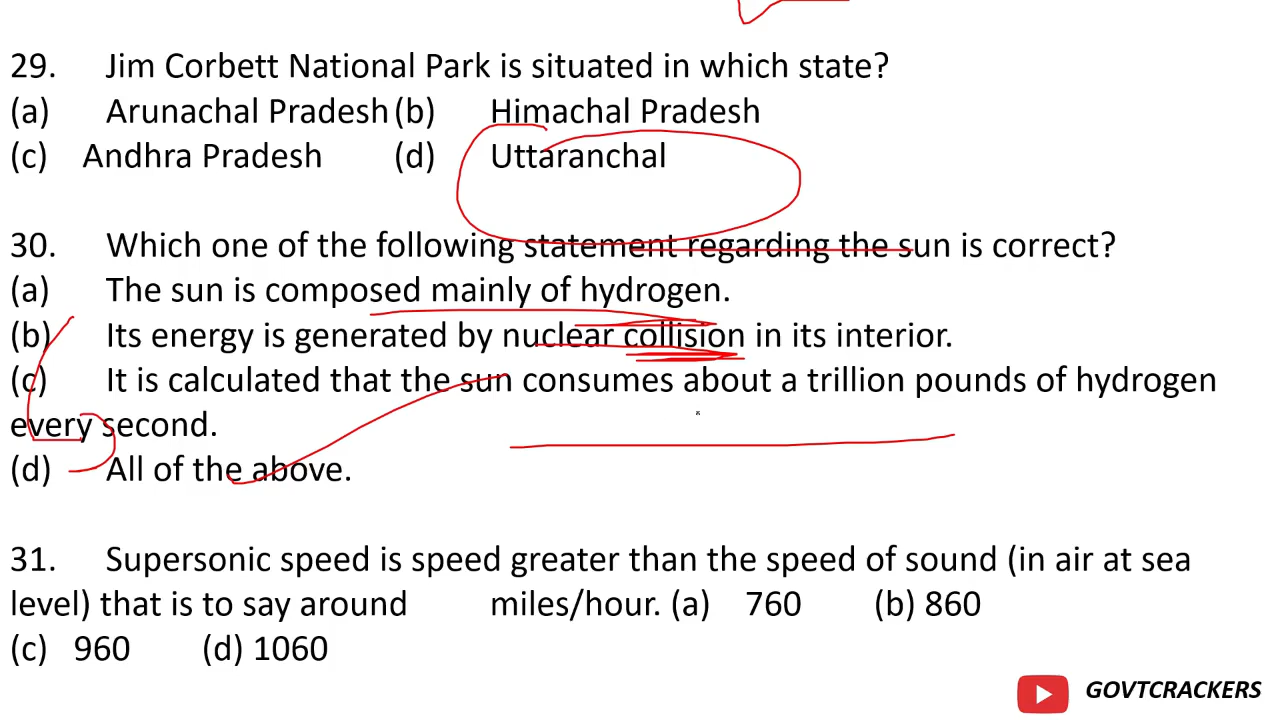 29. Jim Corbett National Park is situated in which state?
(a) Arunachal Pradesh (b) Himachal Pradesh
(c) Andhra Pradesh (d) Uttaranchal
30. Which one of the following statement regarding the sun is correct?
(a) The sun is composed mainly of hydrogen.
(b) Its energy is generated by nuclear collision in its interior.
(c) It is calculated that the sun consumes about a trillion pounds of hydrogen
every second.
(d) All of the above.
31. Supersonic speed is speed greater than the speed of sound (in air at sea
level) that is to say around miles/hour. (a) 760 (b) 860
(c) 960 (d) 1060
GOVTCRACKERS